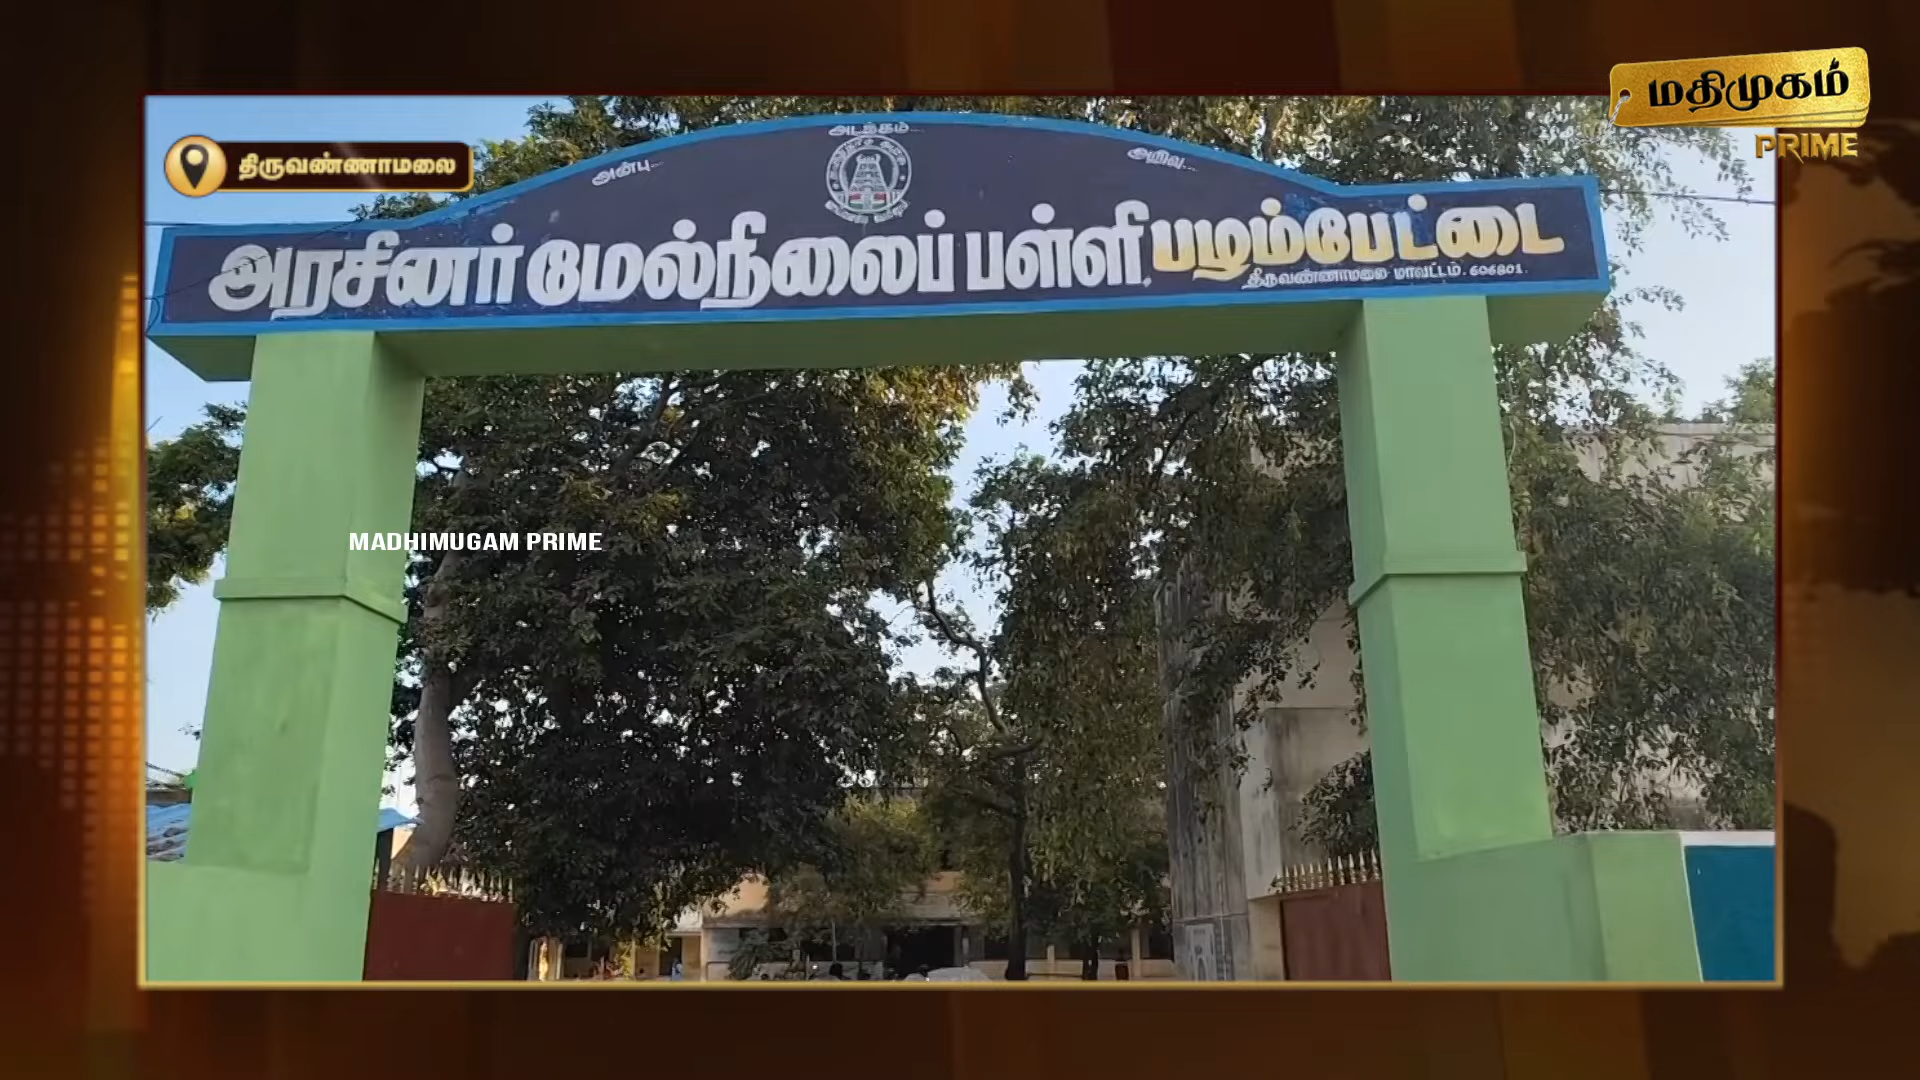 மதிமுகம்
PRIME
திருவண்ணாமலை
அடக்கம்....
அன்பு...
அறிவு...
அரசினர் மேல்நிலைப் பள்ளி, பழம்பேட்டை
திருவண்ணாமலை மாவட்டம். 606801.
MADHIMUGAM PRIME